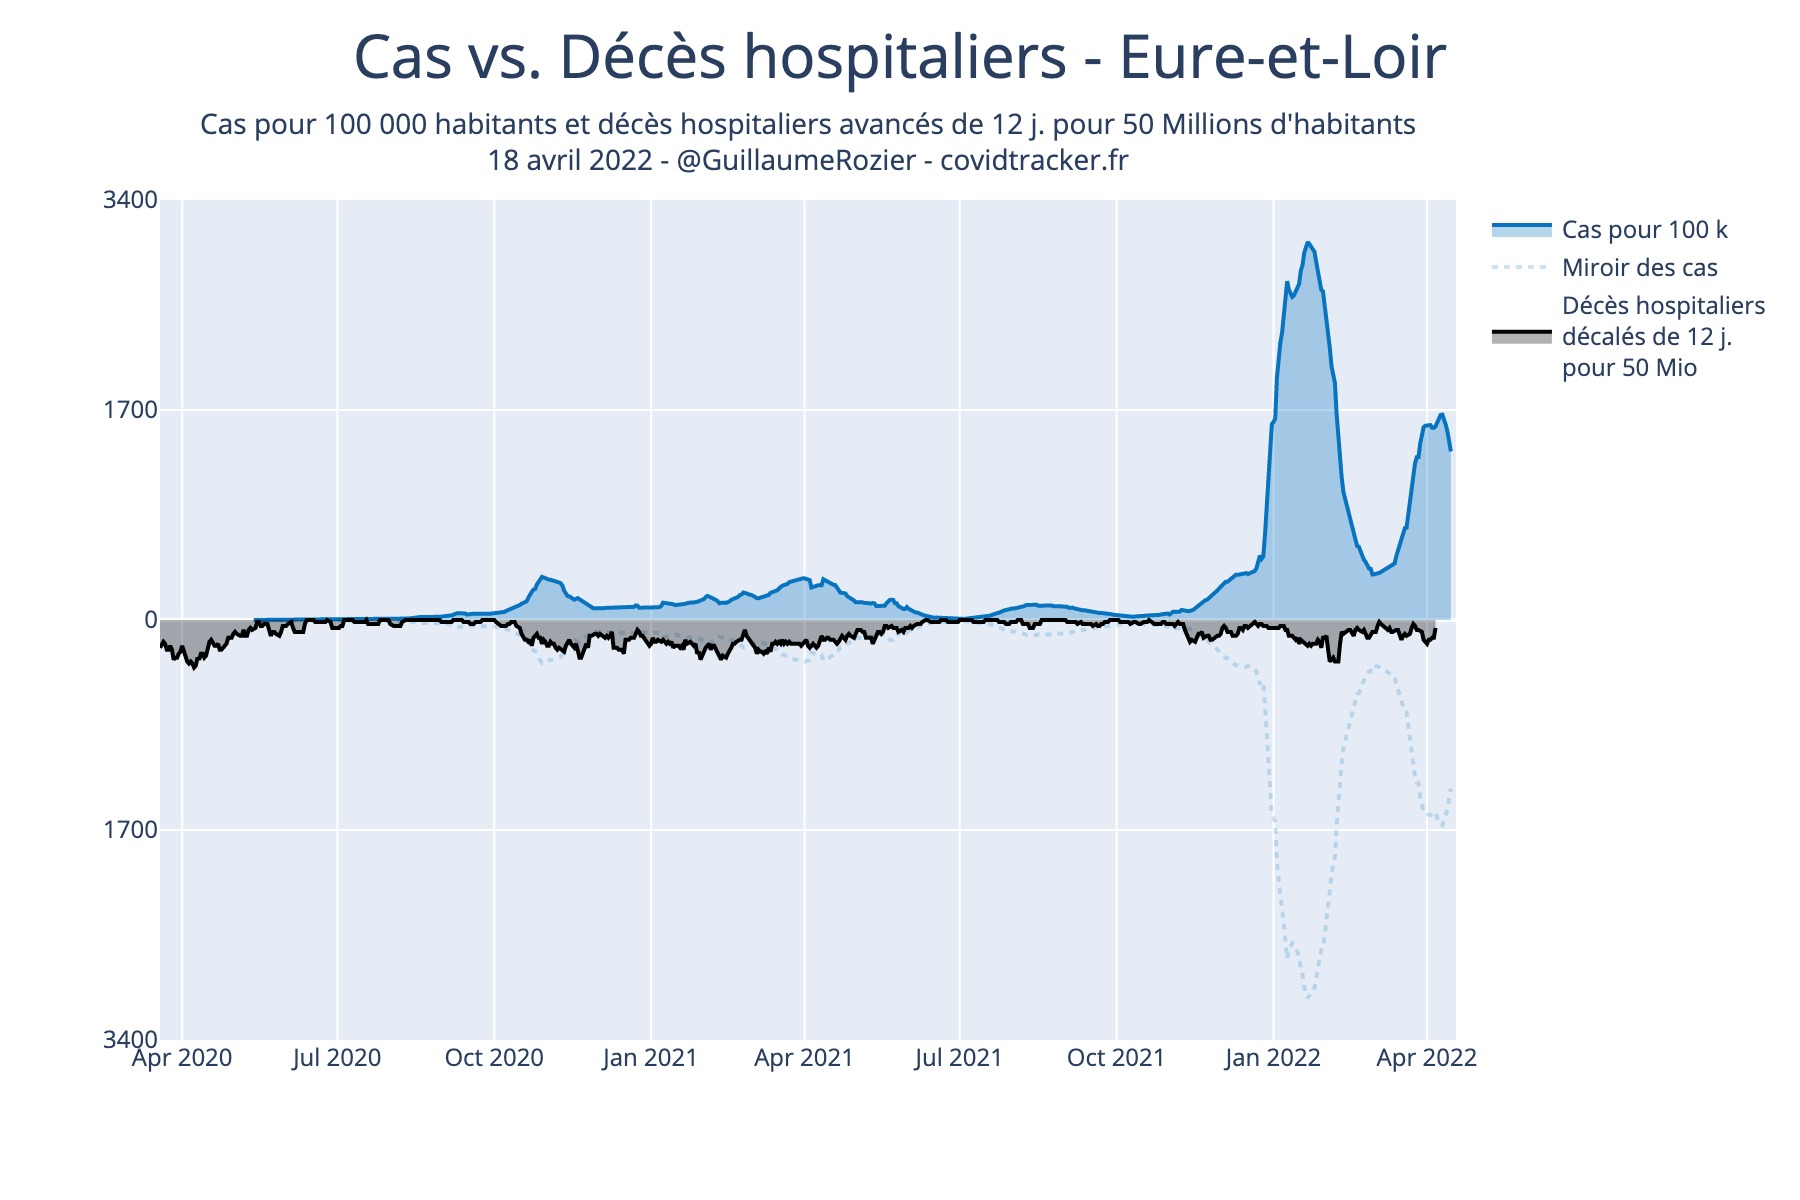 Cas vs. Décès hospitaliers - Eure-et-Loir
Cas pour 100 000 habitants et décès hospitaliers avancés de 12 j. pour 50 Millions d'habitants
18 avril 2022 - @GuillaumeRozier - covidtracker.fr
3400
1700
0
1700
3400
Apr 2020
Jul 2020
Oct 2020
Jan 2021
Apr 2021
Jul 2021
Oct 2021
Jan 2022
Apr 2022
Cas pour 100 k
Miroir des cas
Décès hospitaliers
décalés de 12 j.
pour 50 Mio